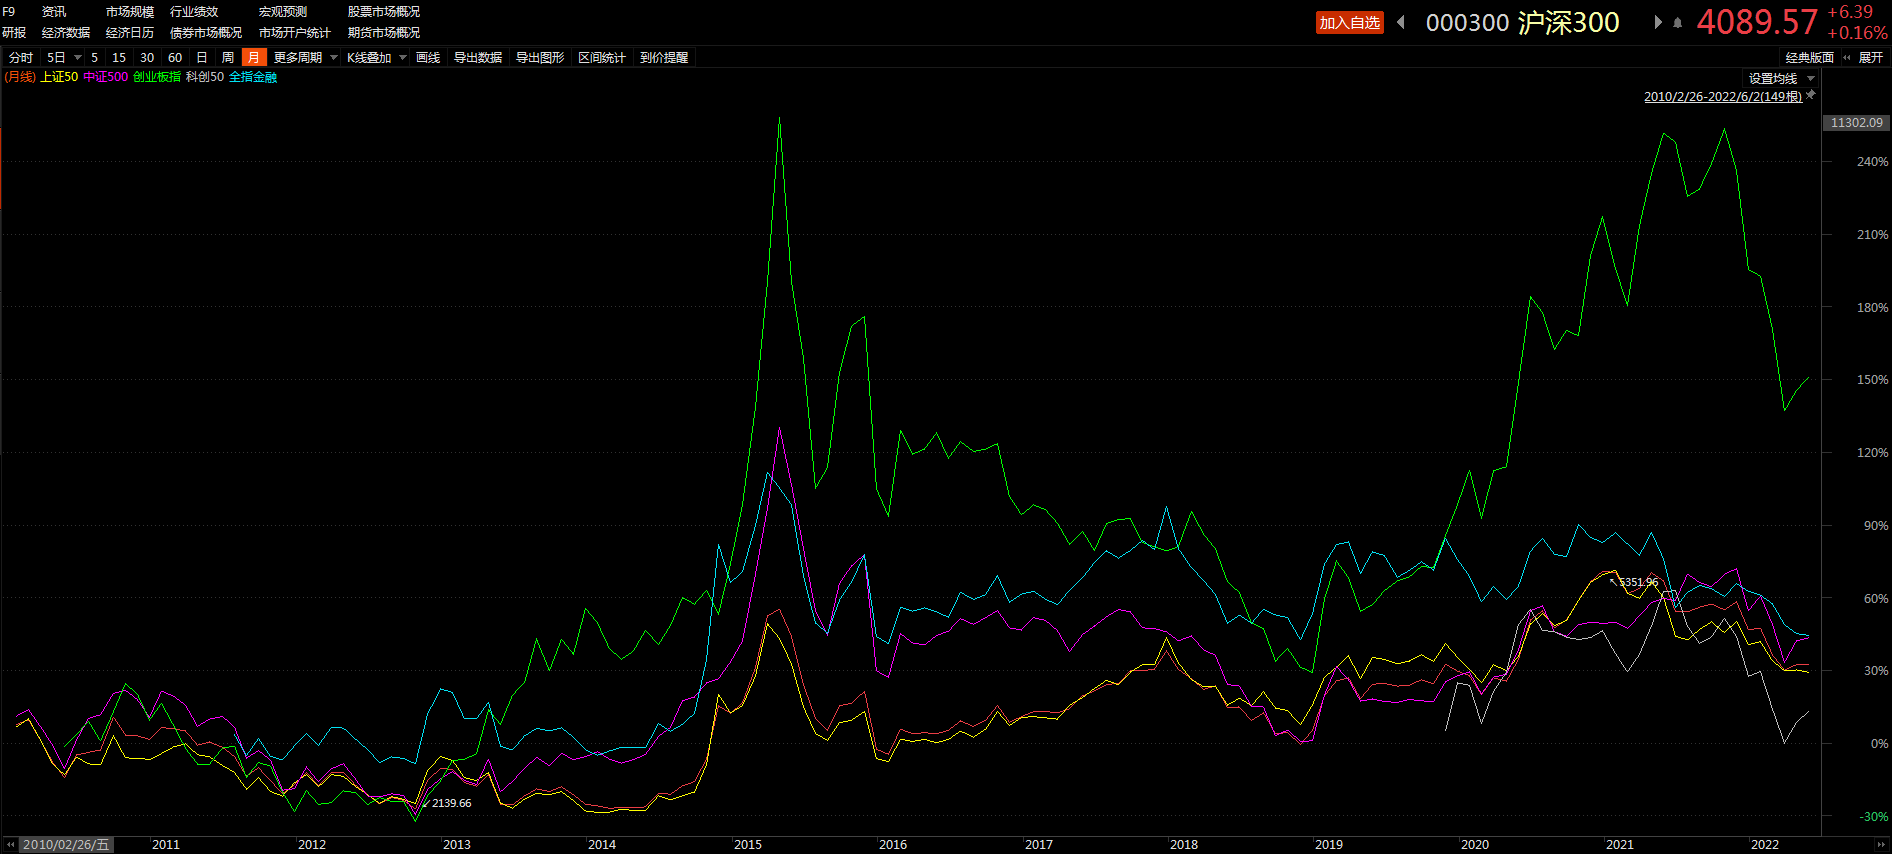 F9 资讯 市场规模 行业绩效 宏观预测 股票市场概况
研报 经济数据 经济日历 债券市场概况 市场开户统计 期货市场概况
加入自选 000300 沪深300 4089.57 +6.39
+0.16%
分时 5日 5 15 30 60 日 周 月 更多周期 K线叠加 画线 导出数据 导出图形 区间统计 到价提醒 经典版面 展开
(月线) 上证50 中证500 创业板指 科创50 全指金融
设置均线
2010/2/26-2022/6/2(149根)
11302.09
240%
210%
180%
150%
120%
90%
60%
30%
0%
-30%
5351.96
2139.66
2010/02/26/五 2011 2012 2013 2014 2015 2016 2017 2018 2019 2020 2021 2022